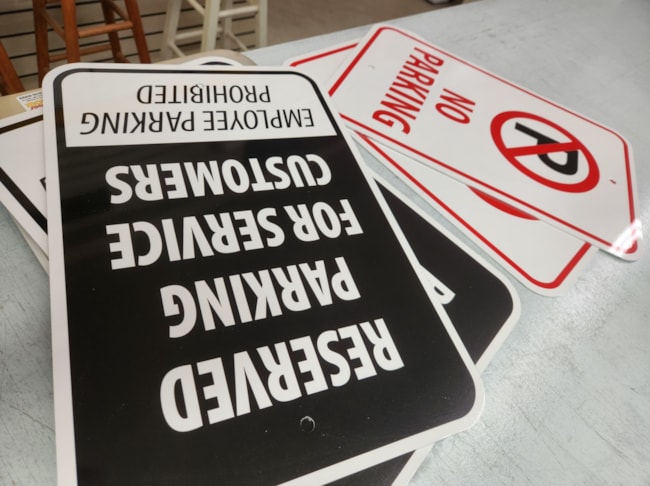 RESERVED
PARKING
FOR SERVICE
CUSTOMERS
EMPLOYEE PARKING
PROHIBITED
NO
PARKING
P